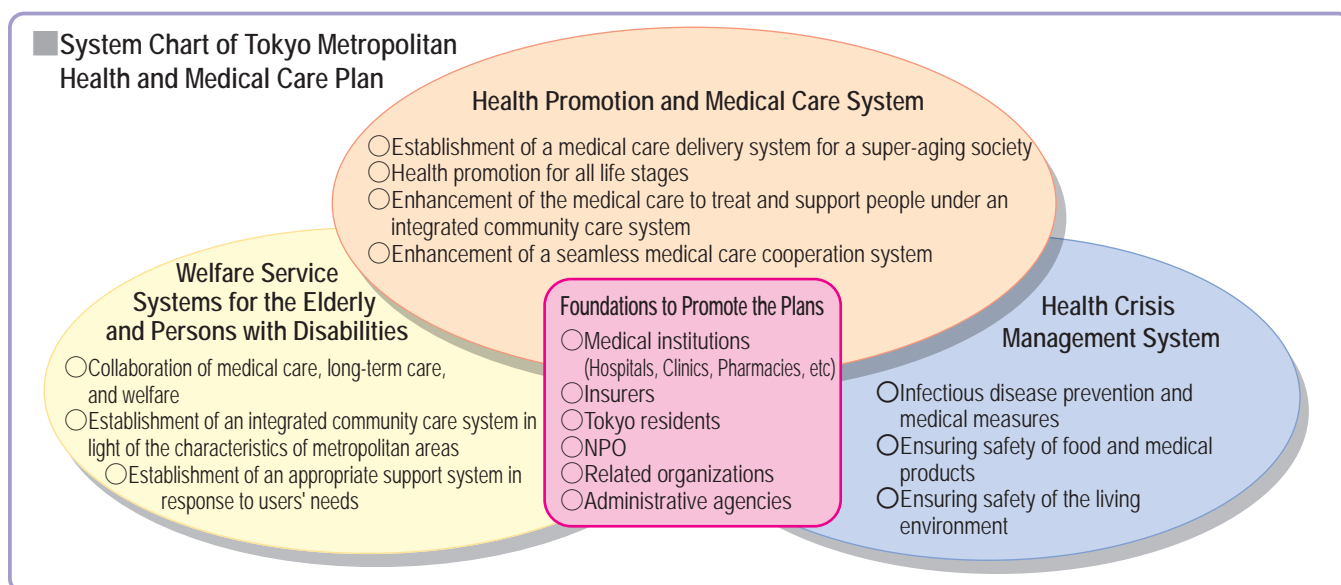 System Chart of Tokyo Metropolitan
Health and Medical Care Plan
Health Promotion and Medical Care System
○Establishment of a medical care delivery system for a super-aging society
○Health promotion for all life stages
○Enhancement of the medical care to treat and support people under an
integrated community care system
○Enhancement of a seamless medical care cooperation system
Welfare Service
Systems for the Elderly
and Persons with Disabilities
○Collaboration of medical care, long-term care,
and welfare
○Establishment of an integrated community care system in
light of the characteristics of metropolitan areas
○Establishment of an appropriate support system in
response to users' needs
Foundations to Promote the Plans
○Medical institutions
(Hospitals, Clinics, Pharmacies, etc)
○Insurers
○Tokyo residents
○NPO
○Related organizations
○Administrative agencies
Health Crisis
Management System
○Infectious disease prevention and
medical measures
○Ensuring safety of food and medical
products
○Ensuring safety of the living
environment